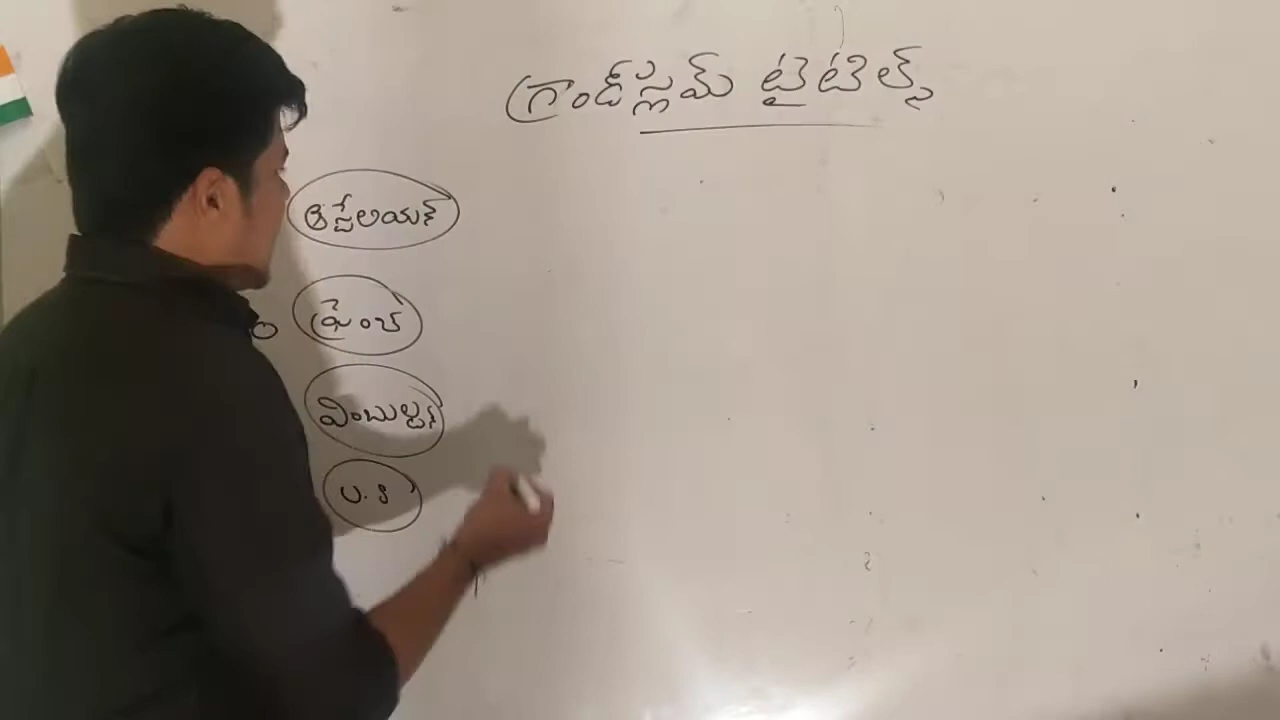 గ్రాండ్‌స్లామ్ టైటిల్స్
ఆస్ట్రేలియన్
ఫ్రెంచ్
వింబుల్డన్
U.S